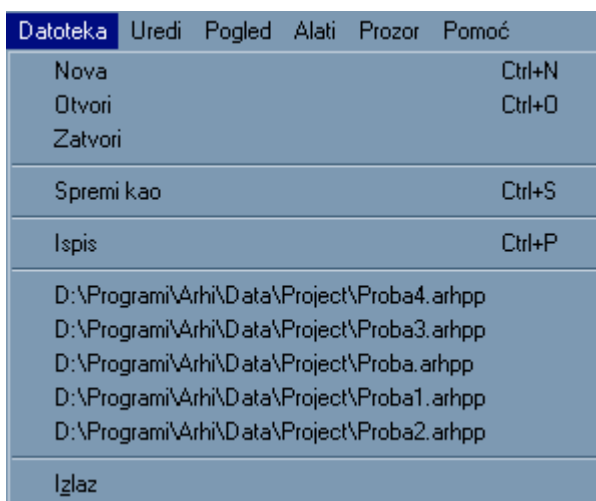 Datoteka Uredi Pogled Alati Prozor Pomoć
Nova Ctrl+N
Otvori Ctrl+O
Zatvori
Spremi kao Ctrl+S
Ispis Ctrl+P
D:\Programi\Arhi\Data\Project\Proba4.arhpp
D:\Programi\Arhi\Data\Project\Proba3.arhpp
D:\Programi\Arhi\Data\Project\Proba.arhpp
D:\Programi\Arhi\Data\Project\Proba1.arhpp
D:\Programi\Arhi\Data\Project\Proba2.arhpp
Izlaz